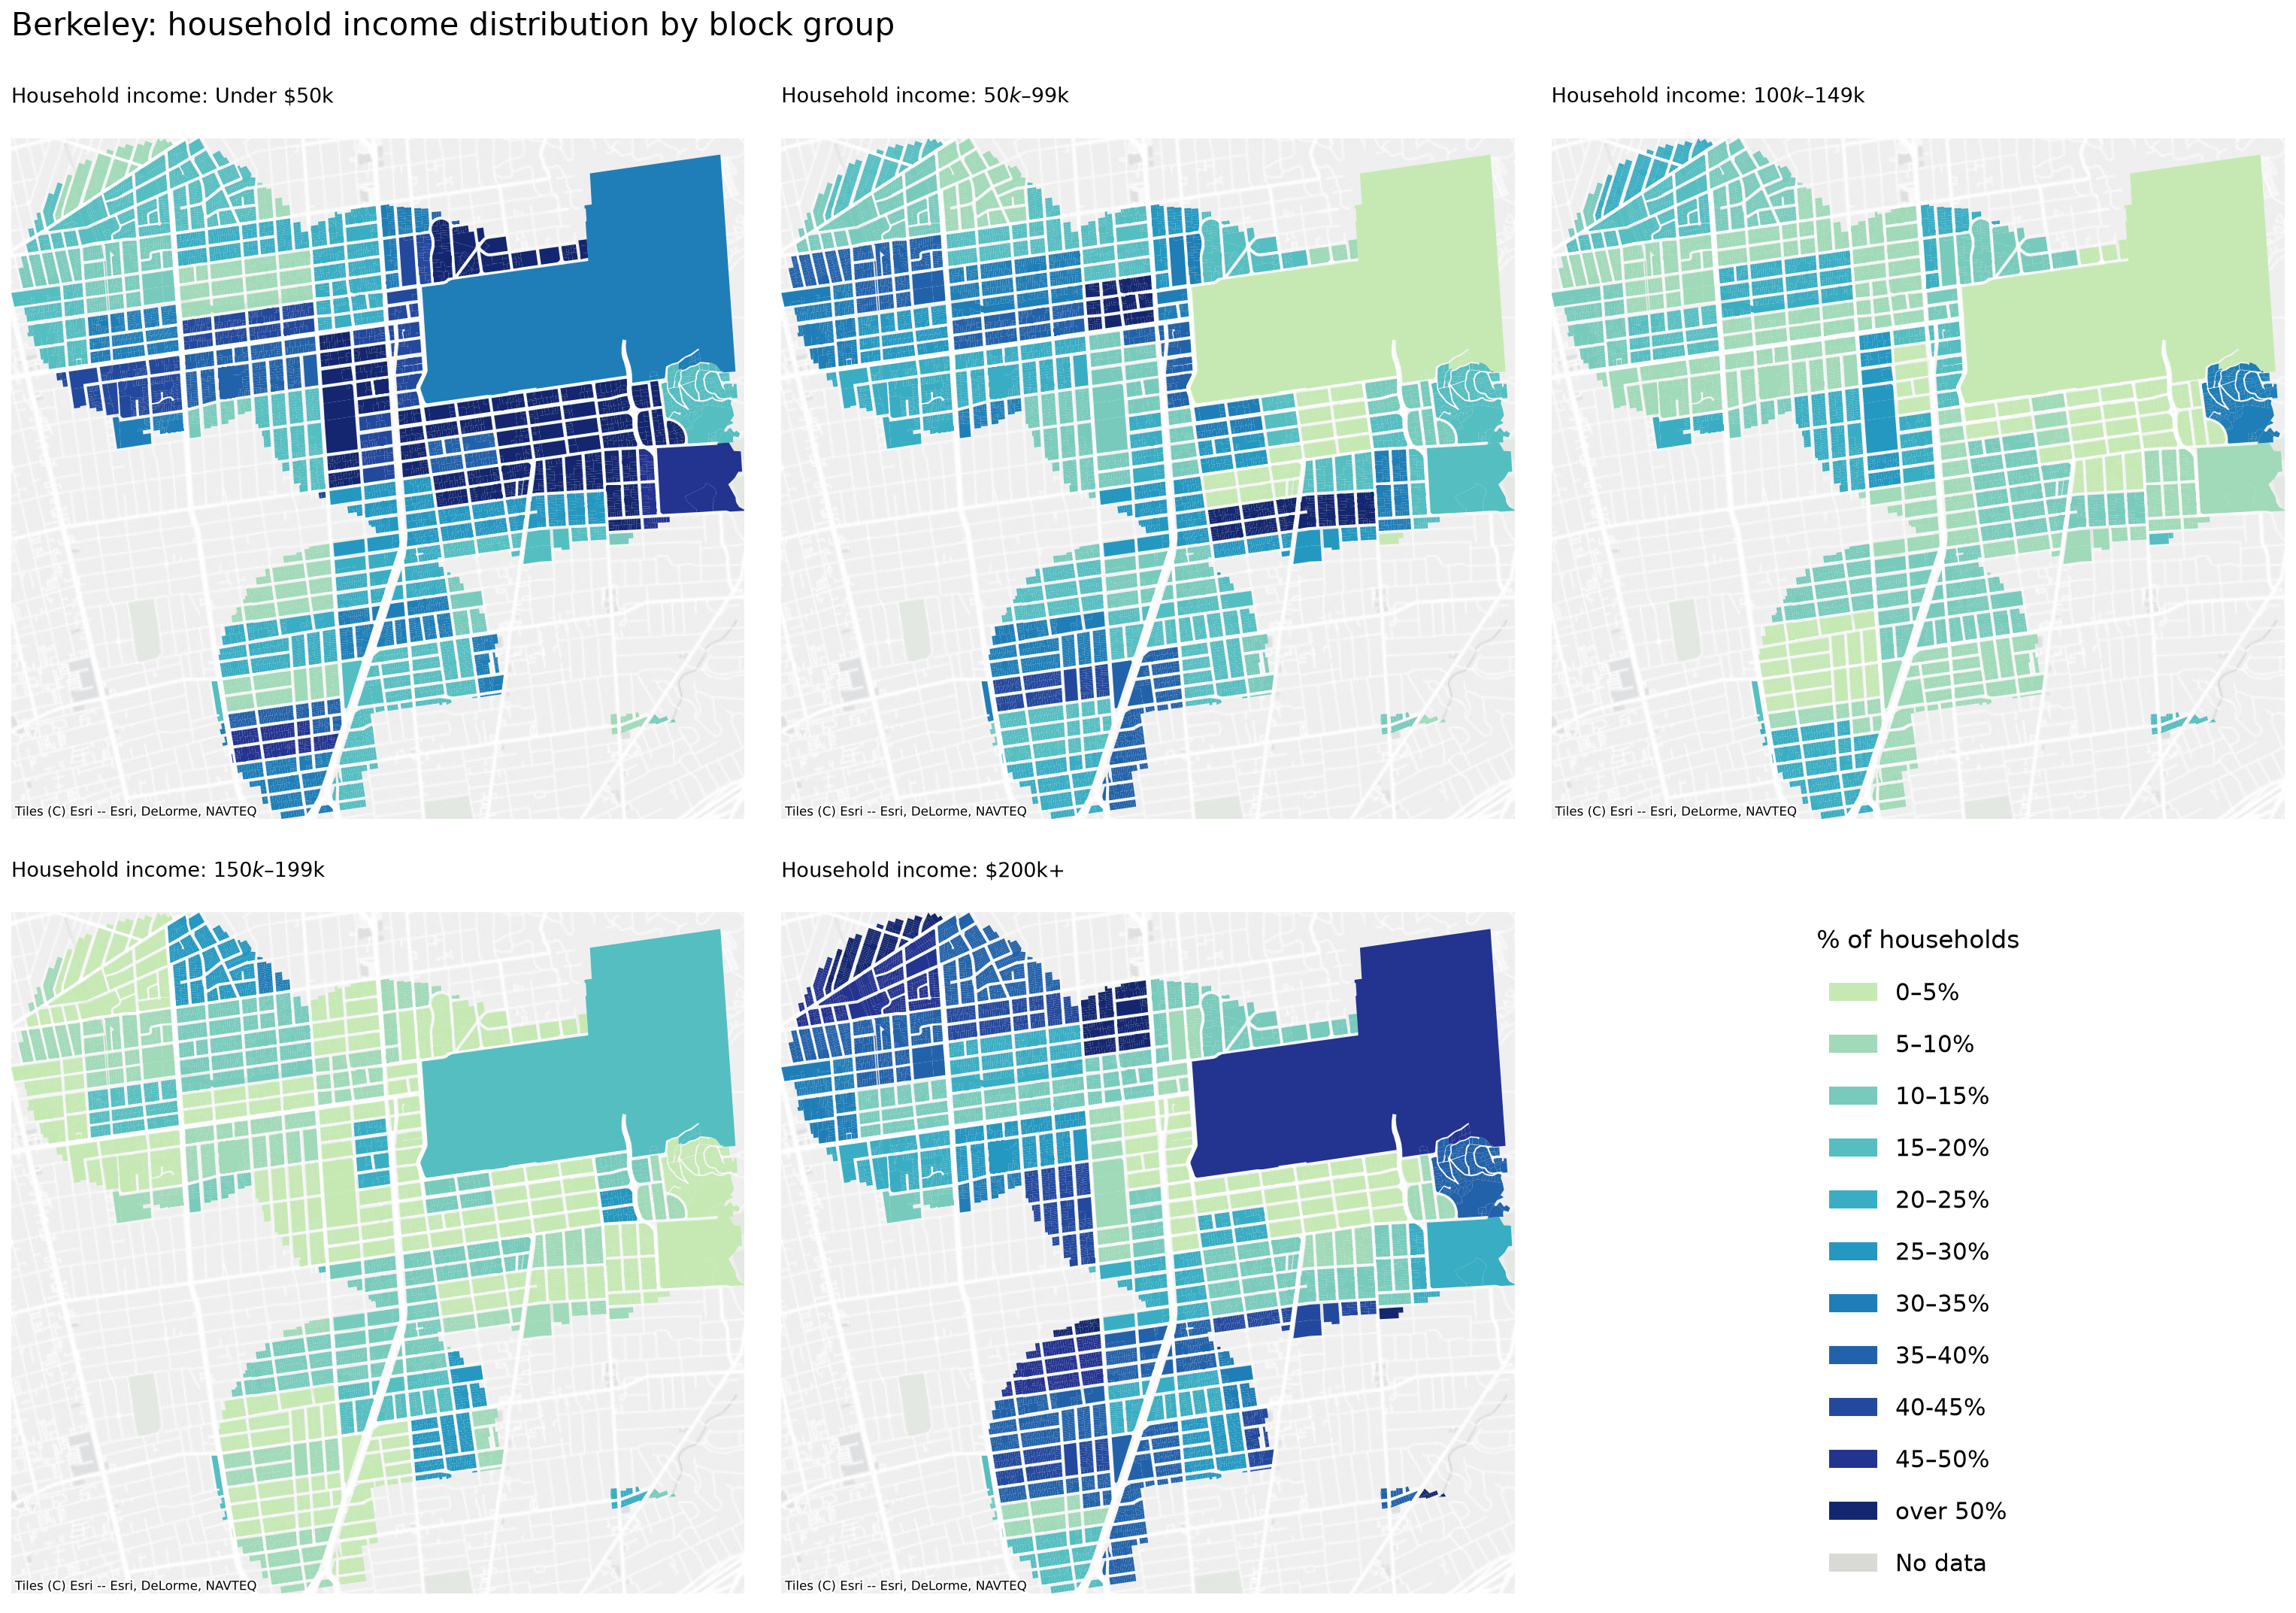 Berkeley: household income distribution by block group
Household income: Under $50k
Household income: 50k–99k
Household income: 100k–149k
Tiles (C) Esri -- Esri, DeLorme, NAVTEQ
Tiles (C) Esri -- Esri, DeLorme, NAVTEQ
Tiles (C) Esri -- Esri, DeLorme, NAVTEQ
Household income: 150k–199k
Household income: $200k+
% of households
0–5%
5–10%
10–15%
15–20%
20–25%
25–30%
30–35%
35–40%
40-45%
45–50%
over 50%
No data
Tiles (C) Esri -- Esri, DeLorme, NAVTEQ
Tiles (C) Esri -- Esri, DeLorme, NAVTEQ